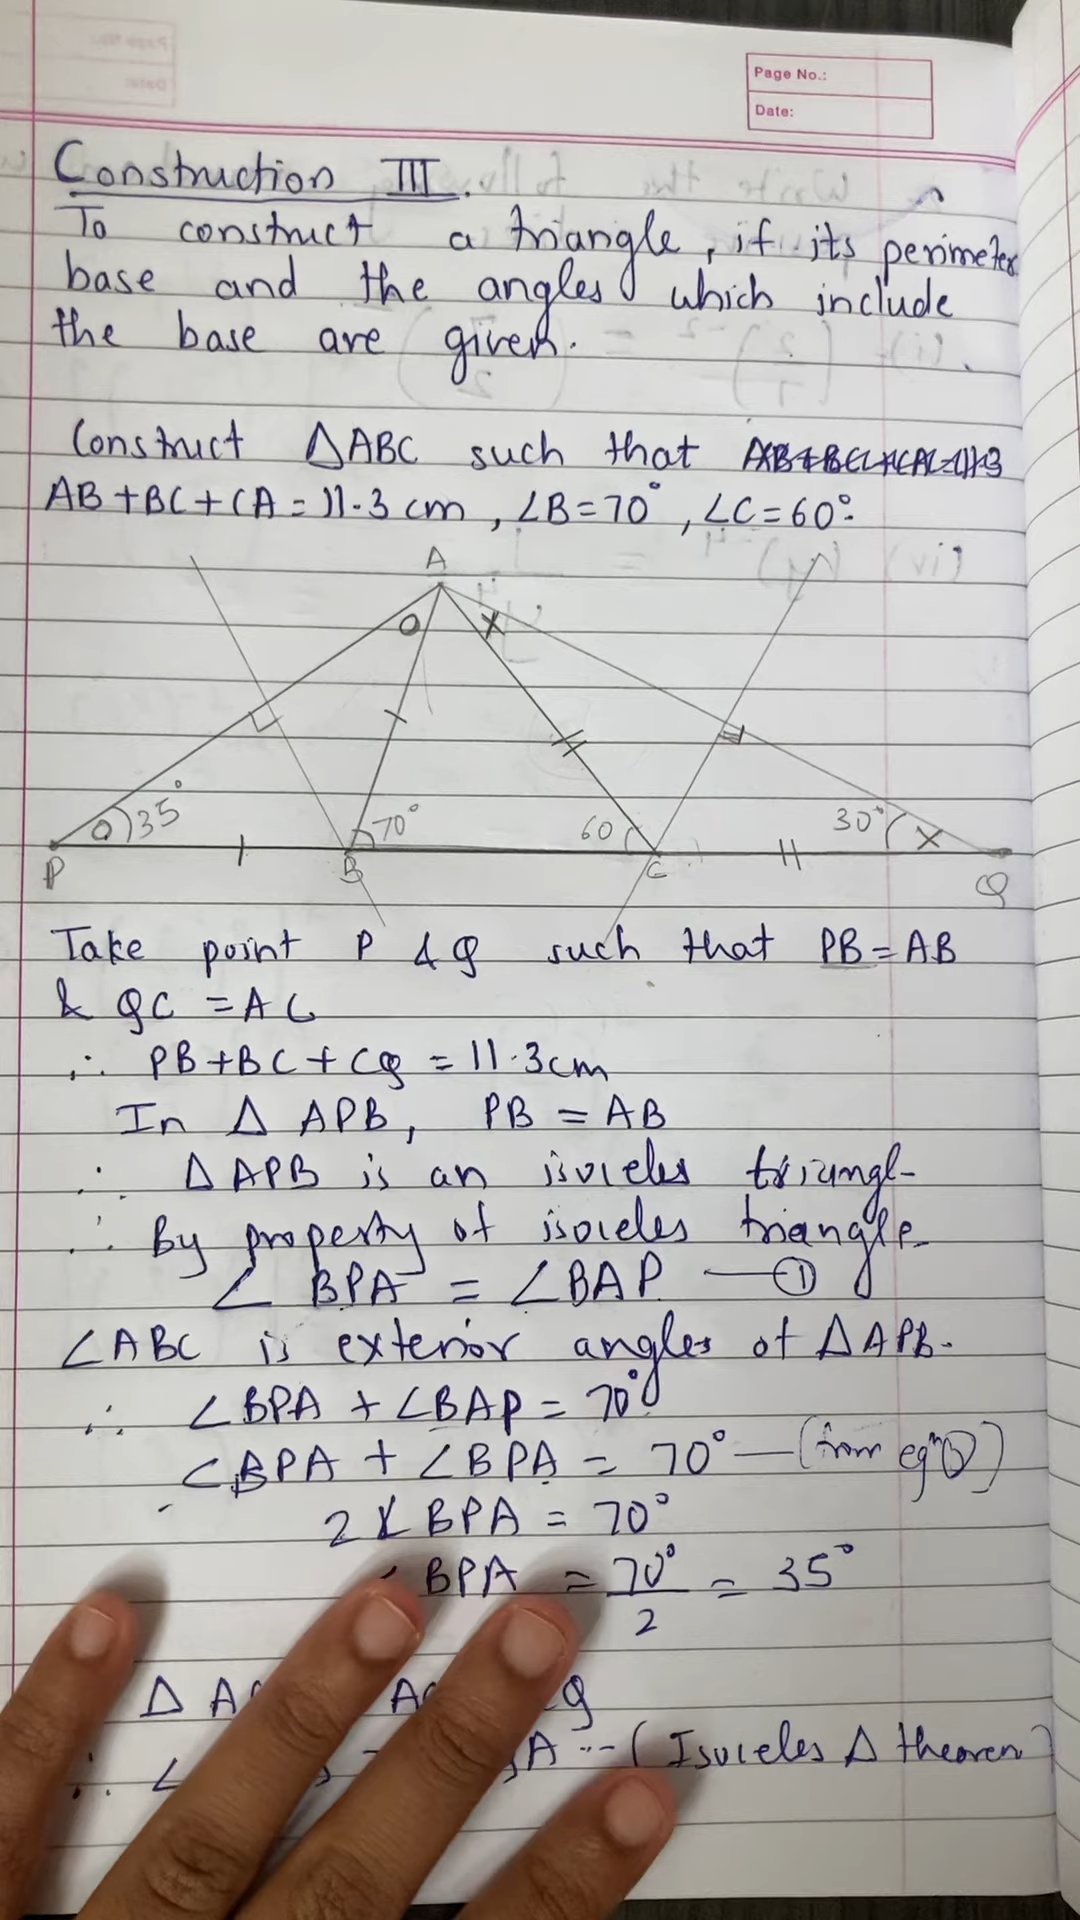 Page No.:
Date:
Construction III.
To construct a triangle, if its perimeter
base and the angles which include
the base are given.
Construct △ABC such that
AB+BC+CA=11.3 cm, ∠B=70°, ∠C=60°.
A
O
X
O
35°
70°
60
30°
X
P
B
C
Q
Take point P & Q such that PB=AB
& QC =AC
∴ PB+BC+CQ = 11.3cm
In △ APB, PB = AB
∴ △APB is an isoceles triangle
∴ By property of isoceles triangle
∠ BPA = ∠BAP — ①
∠ABC is exterior angles of △APB.
∴ ∠BPA + ∠BAP = 70°
∠BPA + ∠BPA = 70° — (from eqⁿ①)
2∠BPA = 70°
BPA = 70°/2 = 35°
△ A
∴ ∠ A -- (Isoceles △ theorem)